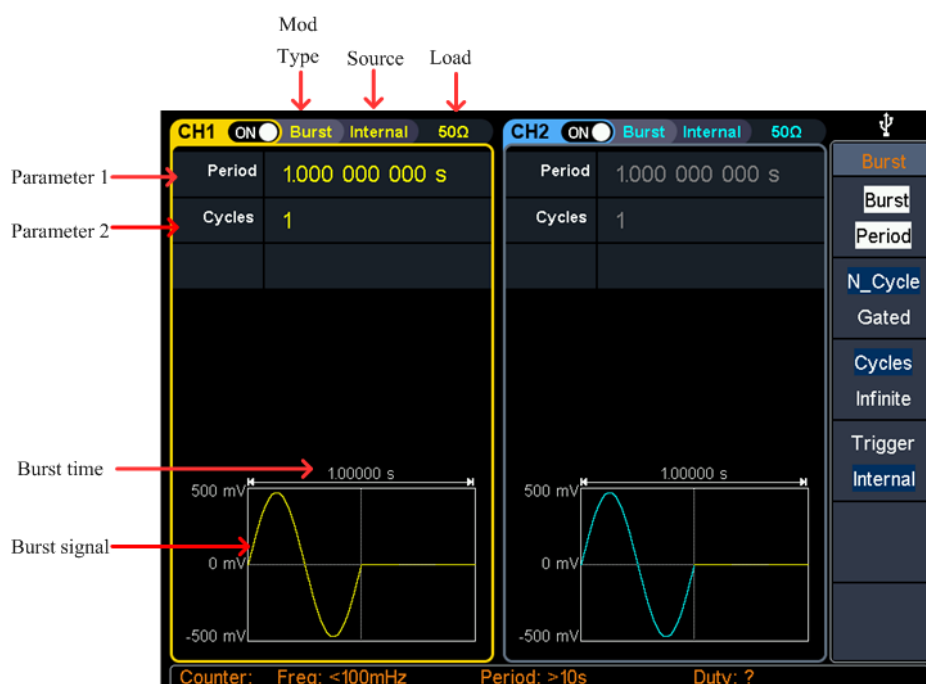 Mod
Type Source Load
CH1 ON Burst Internal 50Ω
CH2 ON Burst Internal 50Ω
Parameter 1
Period 1.000 000 000 s
Period 1.000 000 000 s
Parameter 2
Cycles 1
Cycles 1
Burst
Burst
Period
N_Cycle
Gated
Cycles
Infinite
Trigger
Internal
Burst time
1.00000 s
500 mV
Burst signal
0 mV
-500 mV
1.00000 s
500 mV
0 mV
-500 mV
Counter: Freq: <100mHz Period: >10s Duty: ?